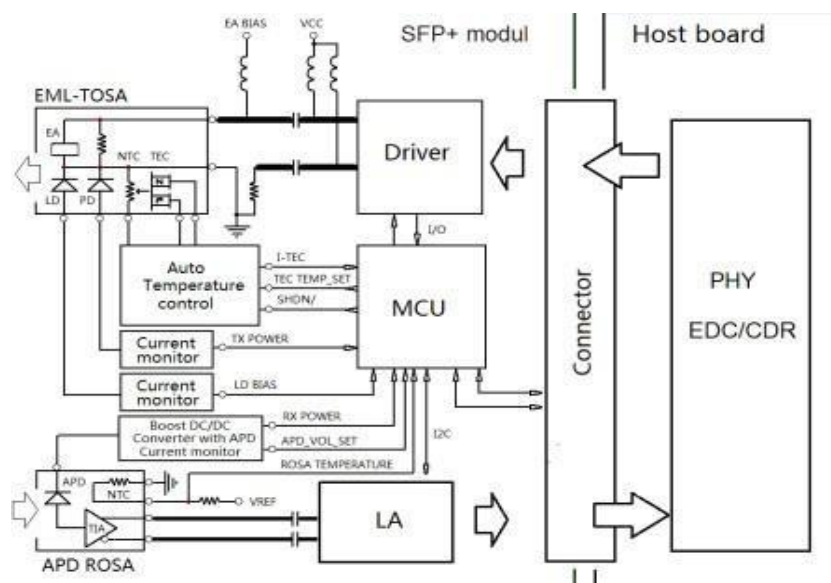 EA BIAS
VCC
SFP+ modul
Host board
EML-TOSA
EA
NTC TEC
N
P
LD
PD
Driver
I/O
Auto
Temperature
control
I-TEC
TEC TEMP_SET
SHDN/
MCU
Connector
PHY
EDC/CDR
Current
monitor
TX POWER
Current
monitor
LD BIAS
Boost DC/DC
Converter with APD
Current monitor
RX POWER
APD_VOL_SET
I2C
ROSA TEMPERATURE
APD
NTC
VREF
TIA
LA
APD ROSA